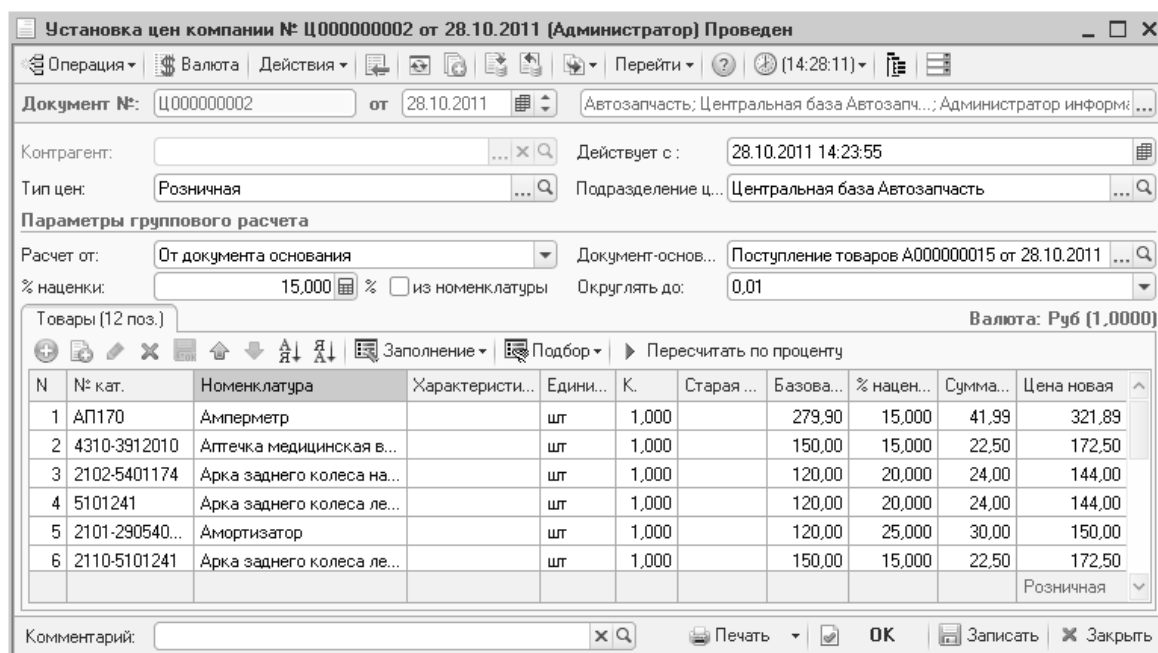 Установка цен компании № Ц000000002 от 28.10.2011 (Администратор) Проведен
Операция Валюта Действия Перейти (14:28:11)
Документ №: Ц000000002 от 28.10.2011 Автозапчасть; Центральная база Автозапч...; Администратор информа ...
Контрагент: ... Действует с : 28.10.2011 14:23:55
Тип цен: Розничная ... Подразделение ц... Центральная база Автозапчасть ...
Параметры группового расчета
Расчет от: От документа основания Документ-основ... Поступление товаров А000000015 от 28.10.2011 ...
% наценки: 15,000 % из номенклатуры Округлять до: 0,01
Товары (12 поз.) Валюта: Руб (1,0000)
Заполнение Подбор Пересчитать по проценту
N № кат. Номенклатура Характеристи... Едини... К. Старая ... Базова... % нацен... Сумма... Цена новая
1 АП170 Амперметр шт 1,000 279,90 15,000 41,99 321,89
2 4310-3912010 Аптечка медицинская в... шт 1,000 150,00 15,000 22,50 172,50
3 2102-5401174 Арка заднего колеса на... шт 1,000 120,00 20,000 24,00 144,00
4 5101241 Арка заднего колеса ле... шт 1,000 120,00 20,000 24,00 144,00
5 2101-290540... Амортизатор шт 1,000 120,00 25,000 30,00 150,00
6 2110-5101241 Арка заднего колеса ле... шт 1,000 150,00 15,000 22,50 172,50
Розничная
Комментарий: Печать OK Записать Закрыть